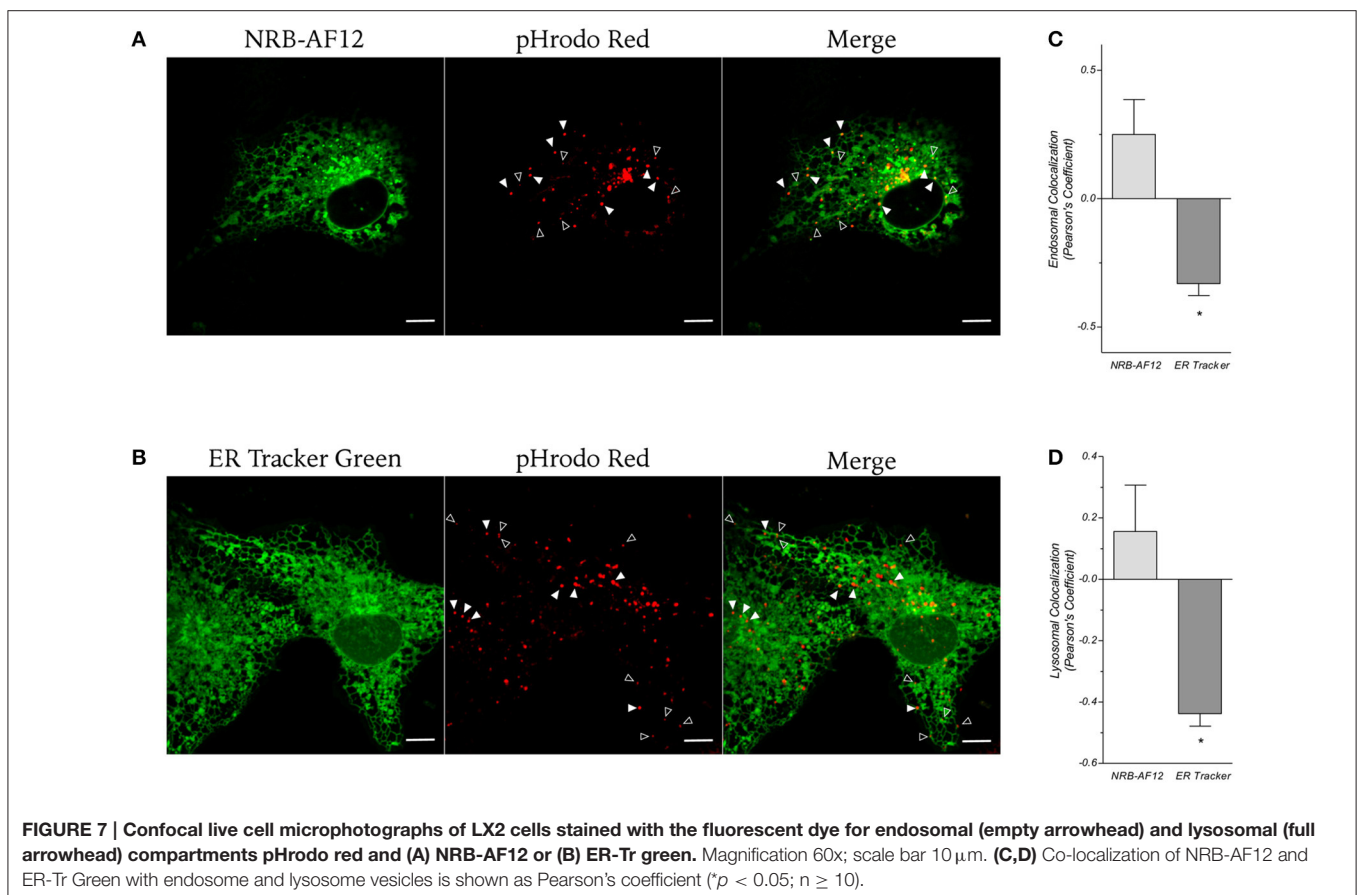 A
NRB-AF12
pHrodo Red
Merge
C
0.5
0.0
-0.5
Endosomal Colocalization
(Pearson's Coefficient)
*
NRB-AF12
ER Tracker
B
ER Tracker Green
pHrodo Red
Merge
D
0.4
0.2
-0.0
-0.2
-0.4
-0.6
Lysosomal Colocalization
(Pearson's Coefficient)
*
NRB-AF12
ER Tracker
FIGURE 7 | Confocal live cell microphotographs of LX2 cells stained with the fluorescent dye for endosomal (empty arrowhead) and lysosomal (full
arrowhead) compartments pHrodo red and (A) NRB-AF12 or (B) ER-Tr green. Magnification 60x; scale bar 10 μm. (C,D) Co-localization of NRB-AF12 and
ER-Tr Green with endosome and lysosome vesicles is shown as Pearson's coefficient (*p < 0.05; n ≥ 10).